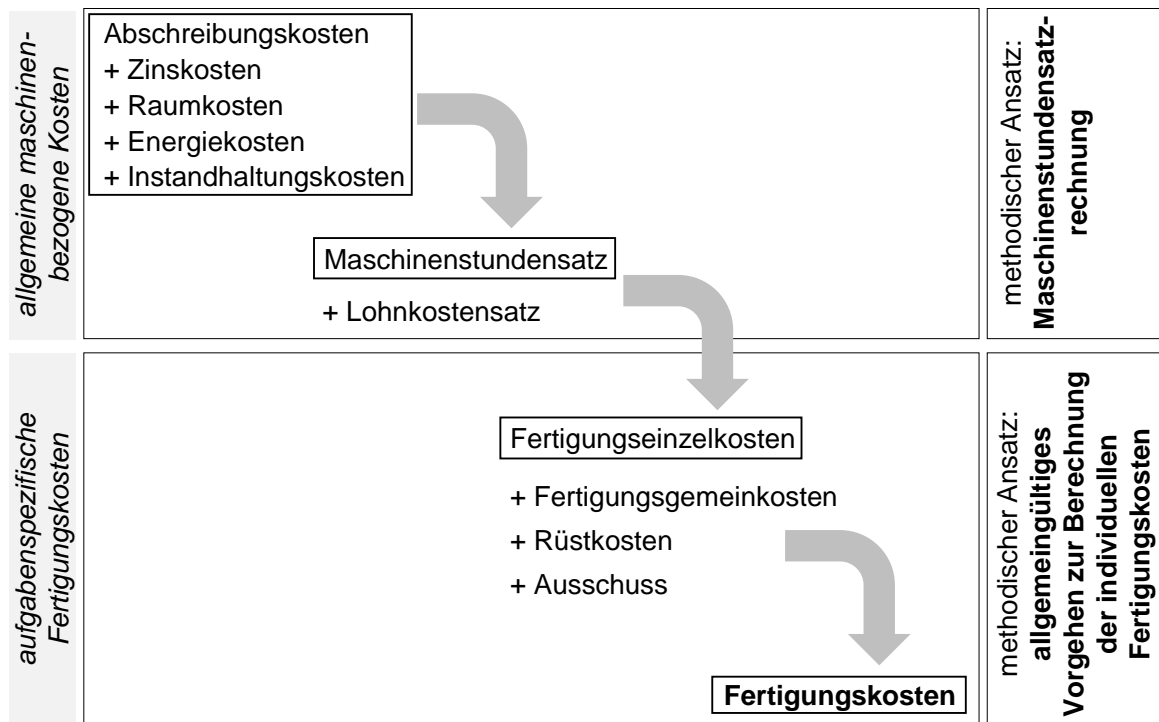 allgemeine maschinen-
bezogene Kosten
Abschreibungskosten
+ Zinskosten
+ Raumkosten
+ Energiekosten
+ Instandhaltungskosten
Maschinenstundensatz
+ Lohnkostensatz
methodischer Ansatz:
Maschinenstundensatz-
rechnung
aufgabenspezifische
Fertigungskosten
Fertigungseinzelkosten
+ Fertigungsgemeinkosten
+ Rüstkosten
+ Ausschuss
Fertigungskosten
methodischer Ansatz:
allgemeingültiges
Vorgehen zur Berechnung
der individuellen
Fertigungskosten